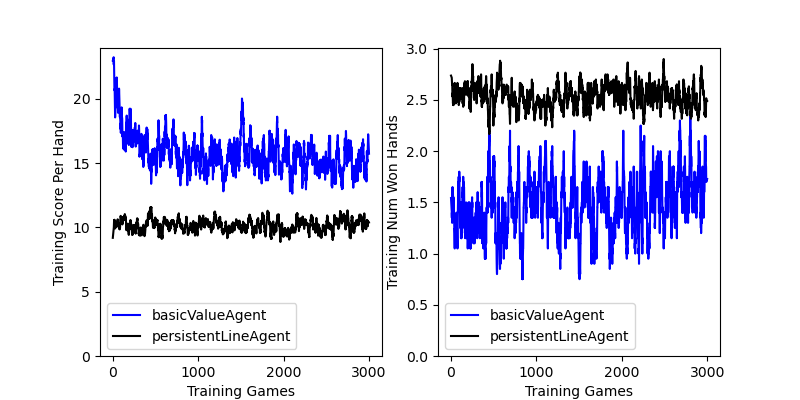 Training Score Per Hand
20
15
10
5
0
basicValueAgent
persistentLineAgent
0
1000
2000
3000
Training Games
Training Num Won Hands
3.0
2.5
2.0
1.5
1.0
0.5
0.0
basicValueAgent
persistentLineAgent
0
1000
2000
3000
Training Games